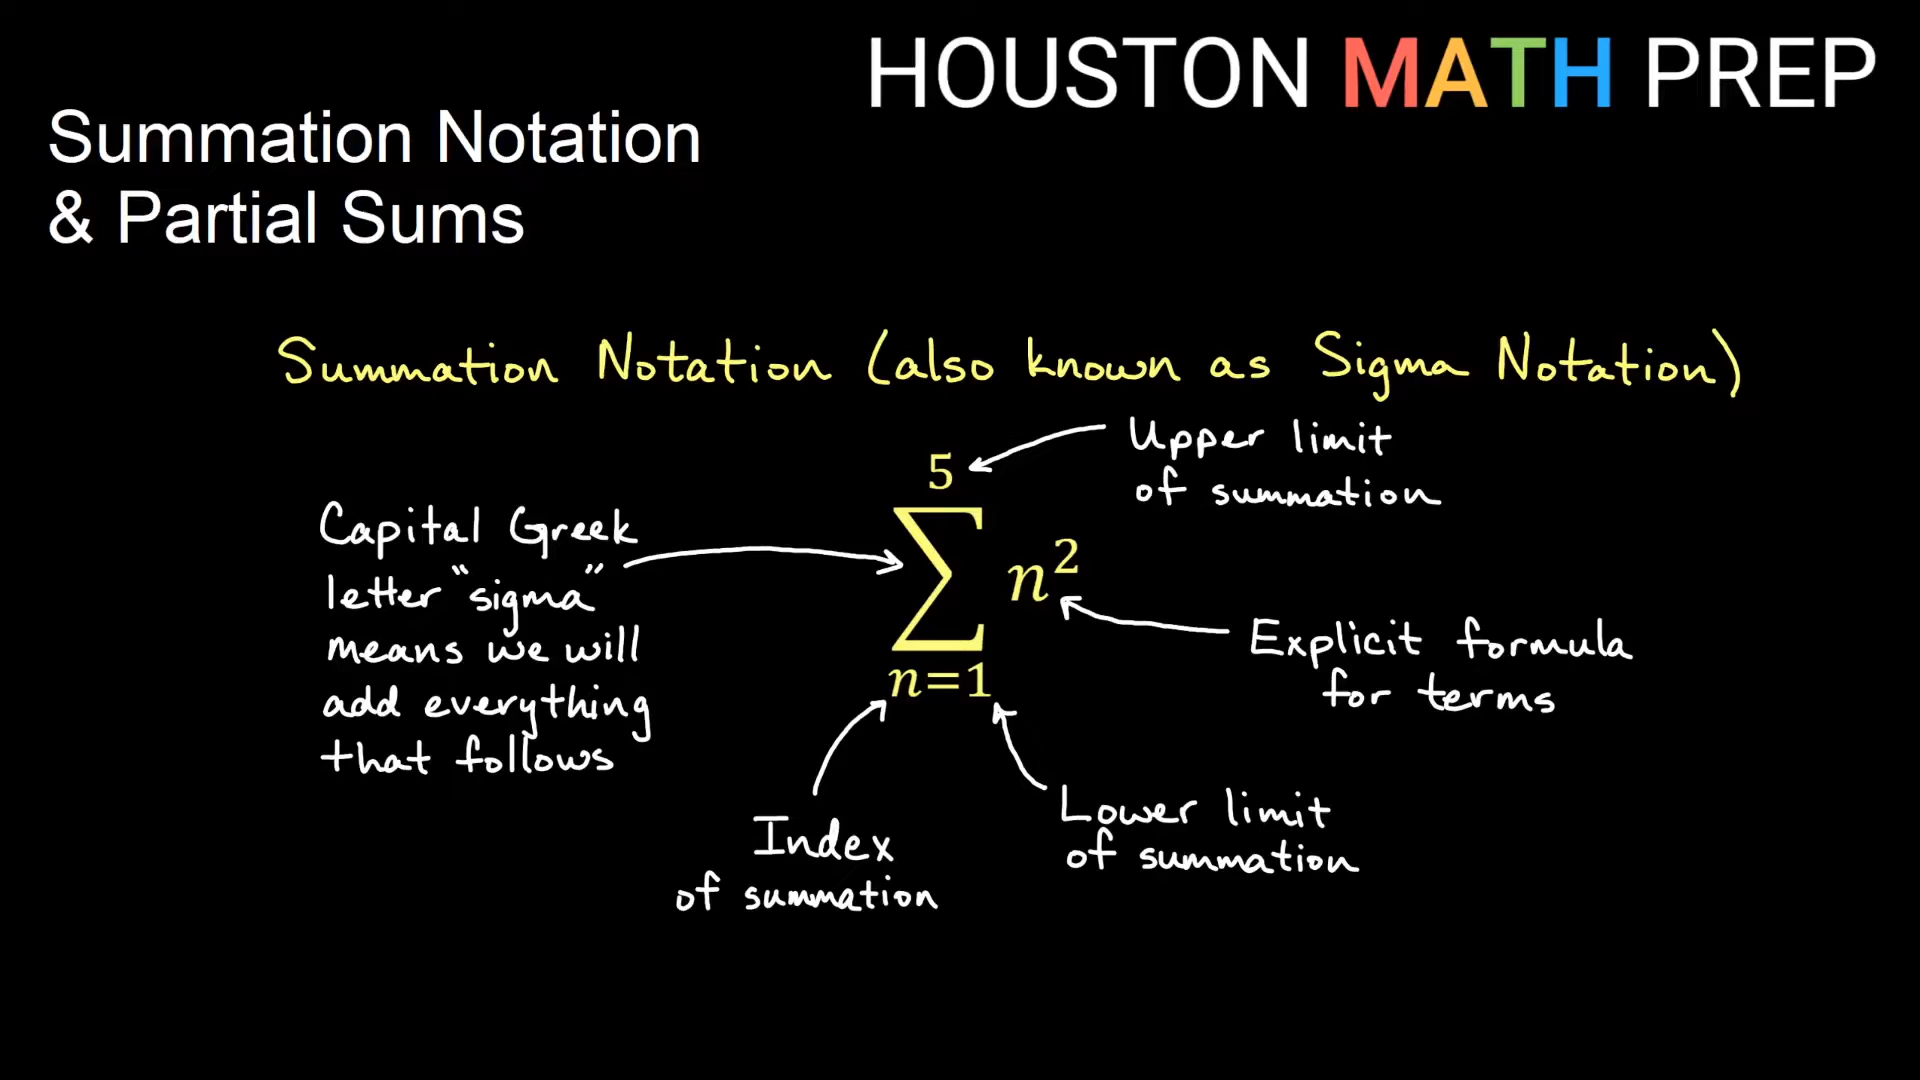 HOUSTON MATH PREP
Summation Notation
& Partial Sums
Summation Notation (also known as Sigma Notation)
Upper limit
of summation
5
∑ n²
n=1
Capital Greek
letter "sigma"
means we will
add everything
that follows
Explicit formula
for terms
Index
of summation
Lower limit
of summation